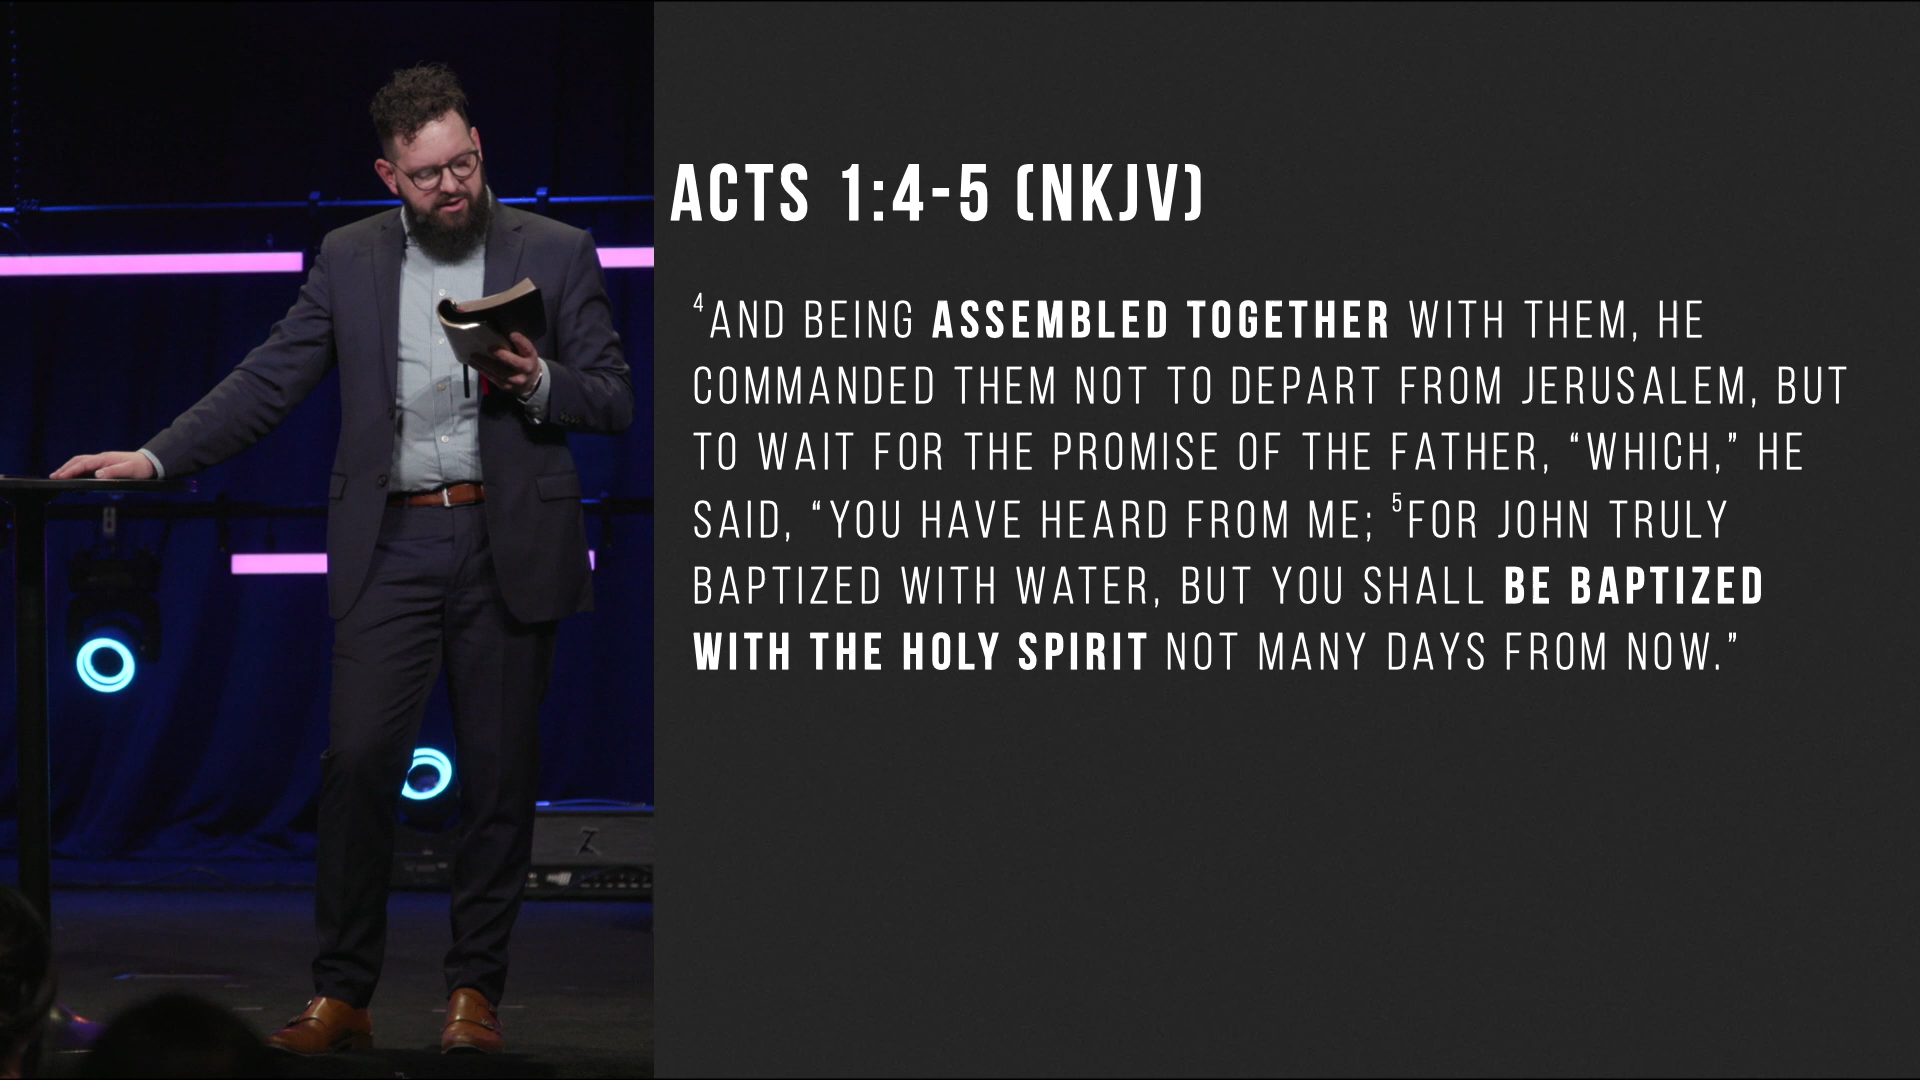 ACTS 1:4-5 (NKJV)
⁴AND BEING ASSEMBLED TOGETHER WITH THEM, HE
COMMANDED THEM NOT TO DEPART FROM JERUSALEM, BUT
TO WAIT FOR THE PROMISE OF THE FATHER, “WHICH,” HE
SAID, “YOU HAVE HEARD FROM ME; ⁵FOR JOHN TRULY
BAPTIZED WITH WATER, BUT YOU SHALL BE BAPTIZED
WITH THE HOLY SPIRIT NOT MANY DAYS FROM NOW.”